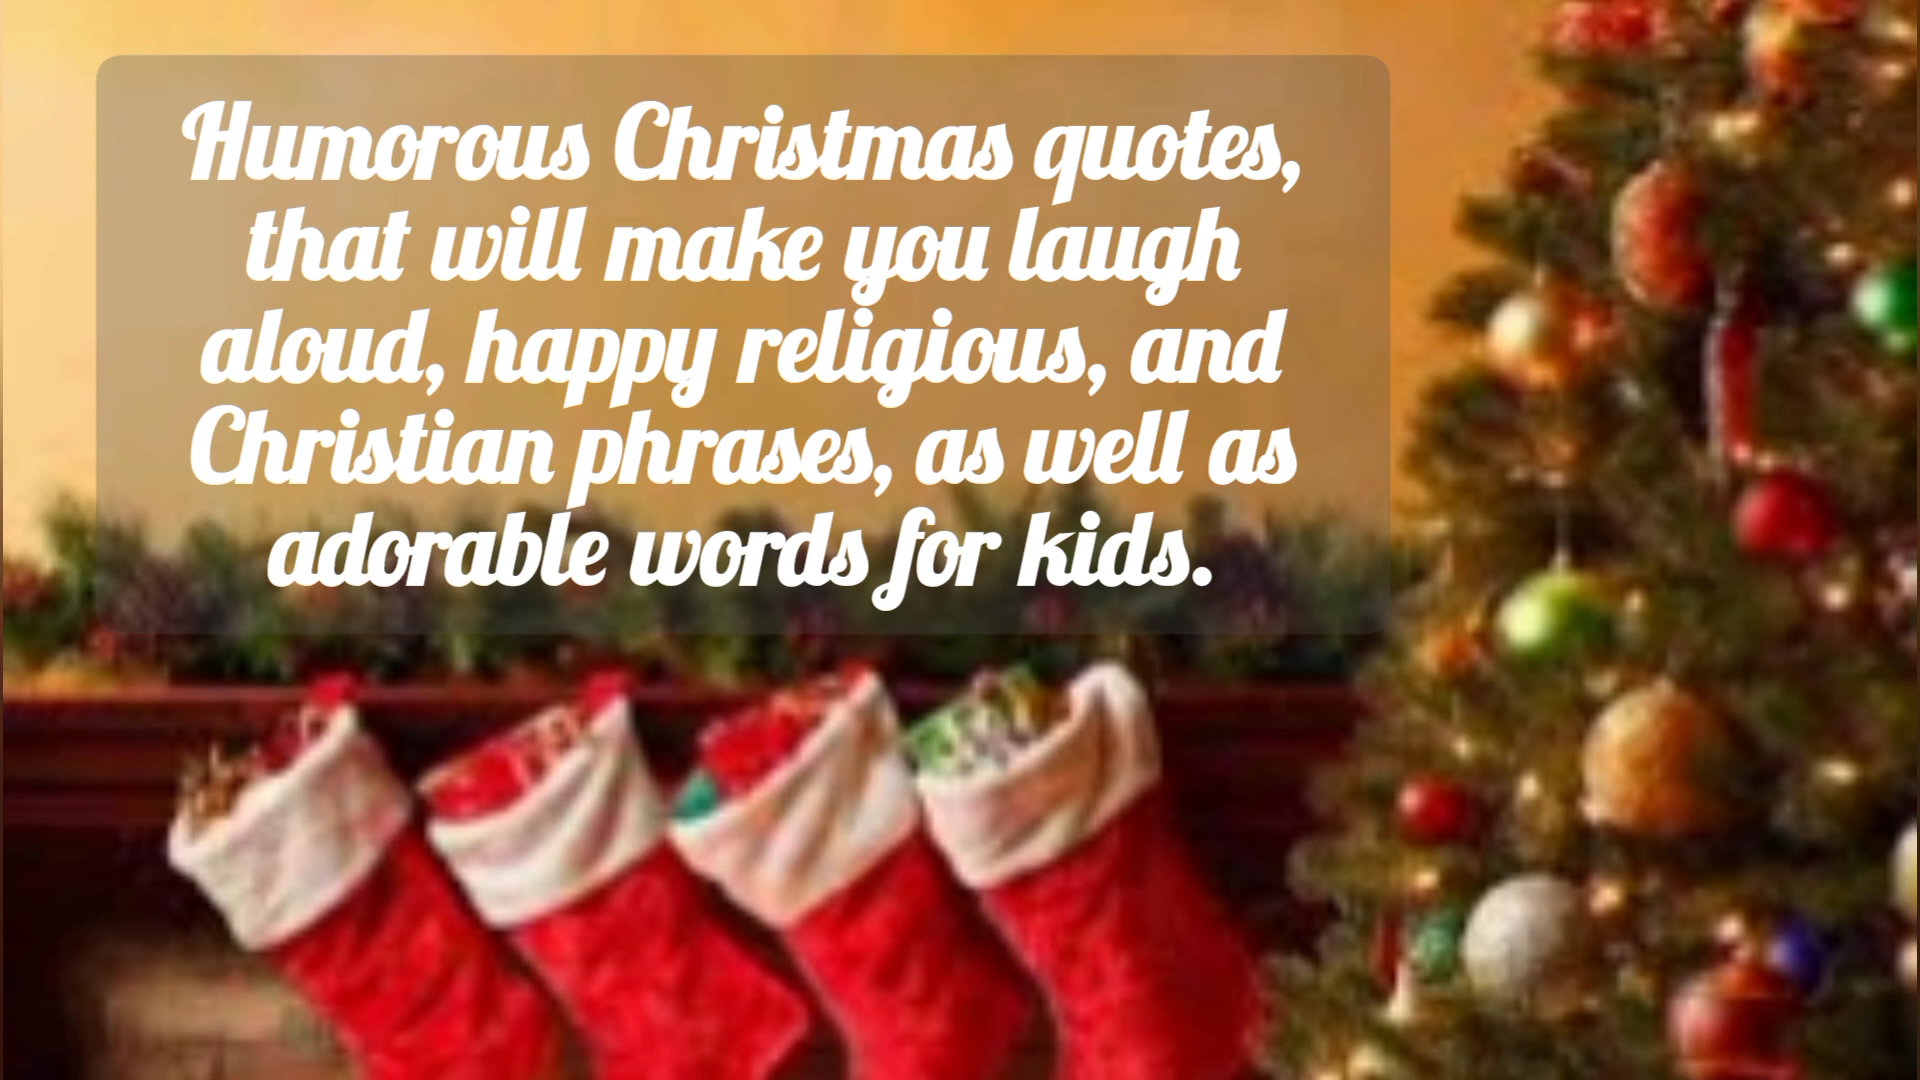 Humorous Christmas quotes,
that will make you laugh
aloud, happy religious, and
Christian phrases, as well as
adorable words for kids.